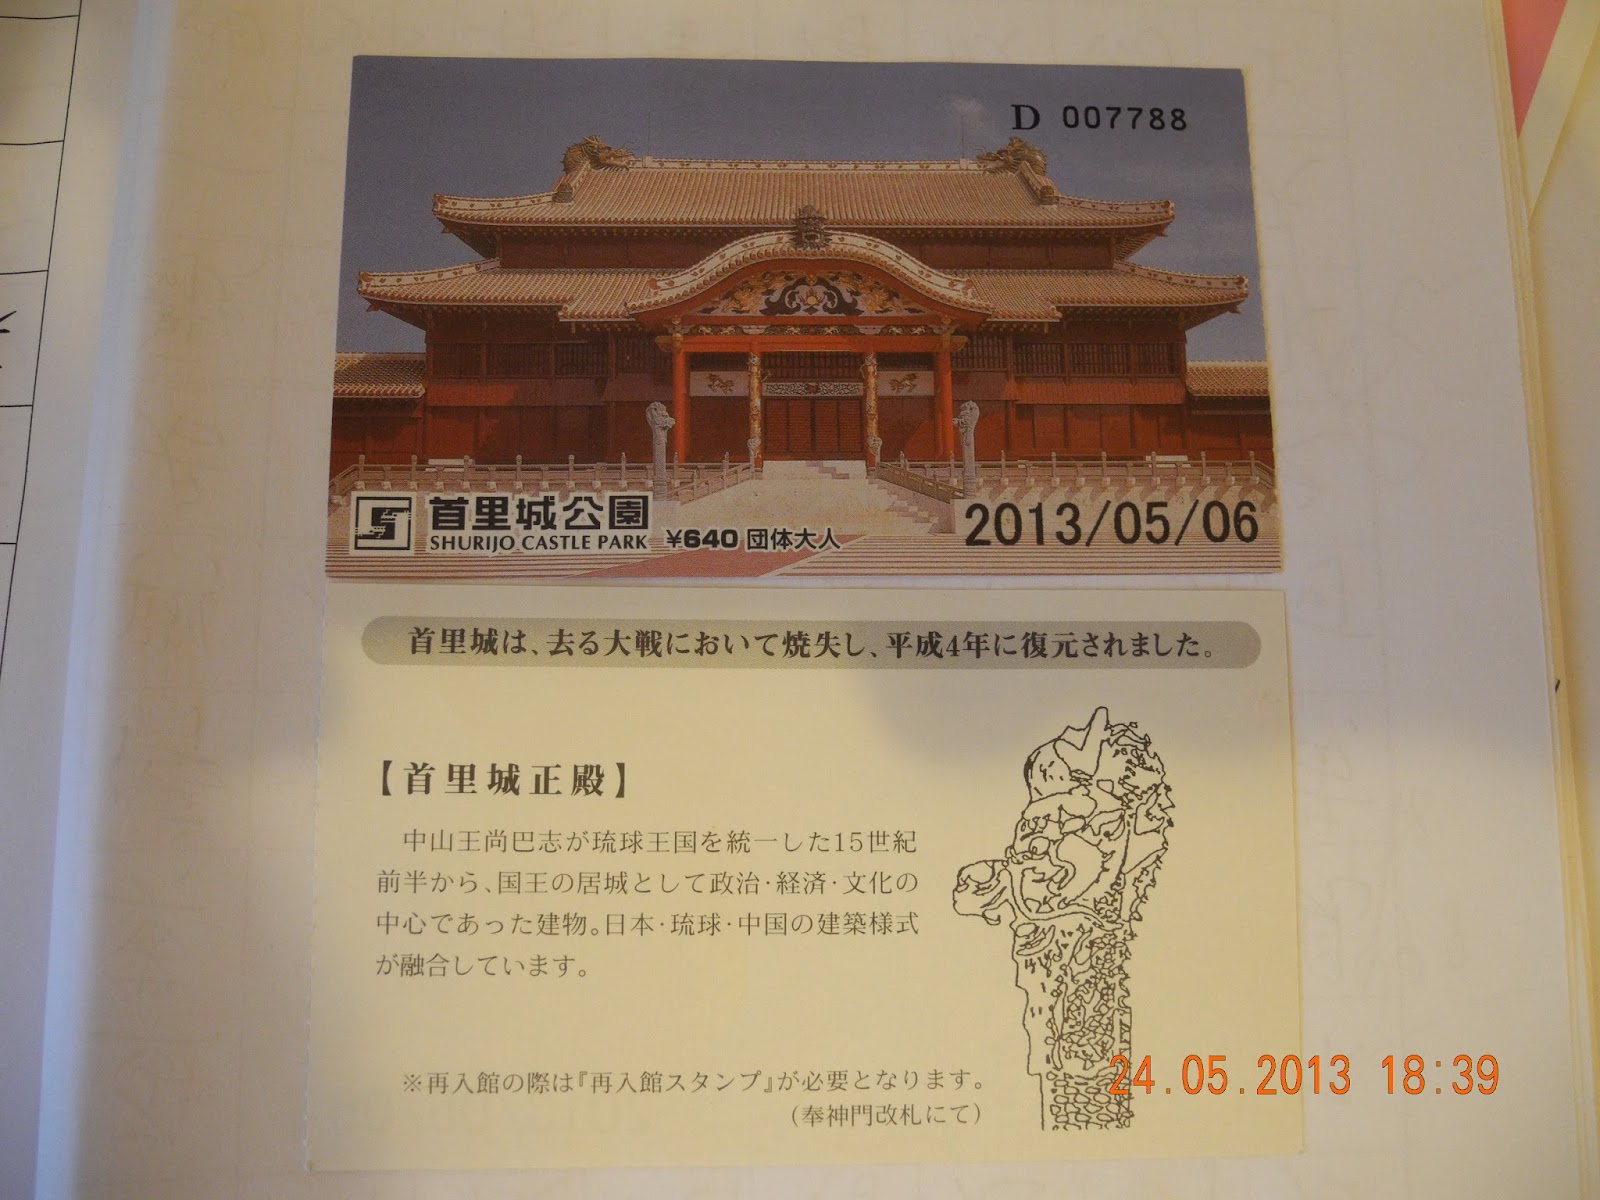 D 007788
首里城公園
SHURIJO CASTLE PARK
¥640 団体大人
2013/05/06
首里城は、去る大戦において焼失し、平成4年に復元されました。
【首里城正殿】
中山王尚巴志が琉球王国を統一した15世紀
前半から、国王の居城として政治・経済・文化の
中心であった建物。日本・琉球・中国の建築様式
が融合しています。
※再入館の際は『再入館スタンプ』が必要となります。
(奉神門改札にて)
24.05.2013 18:39